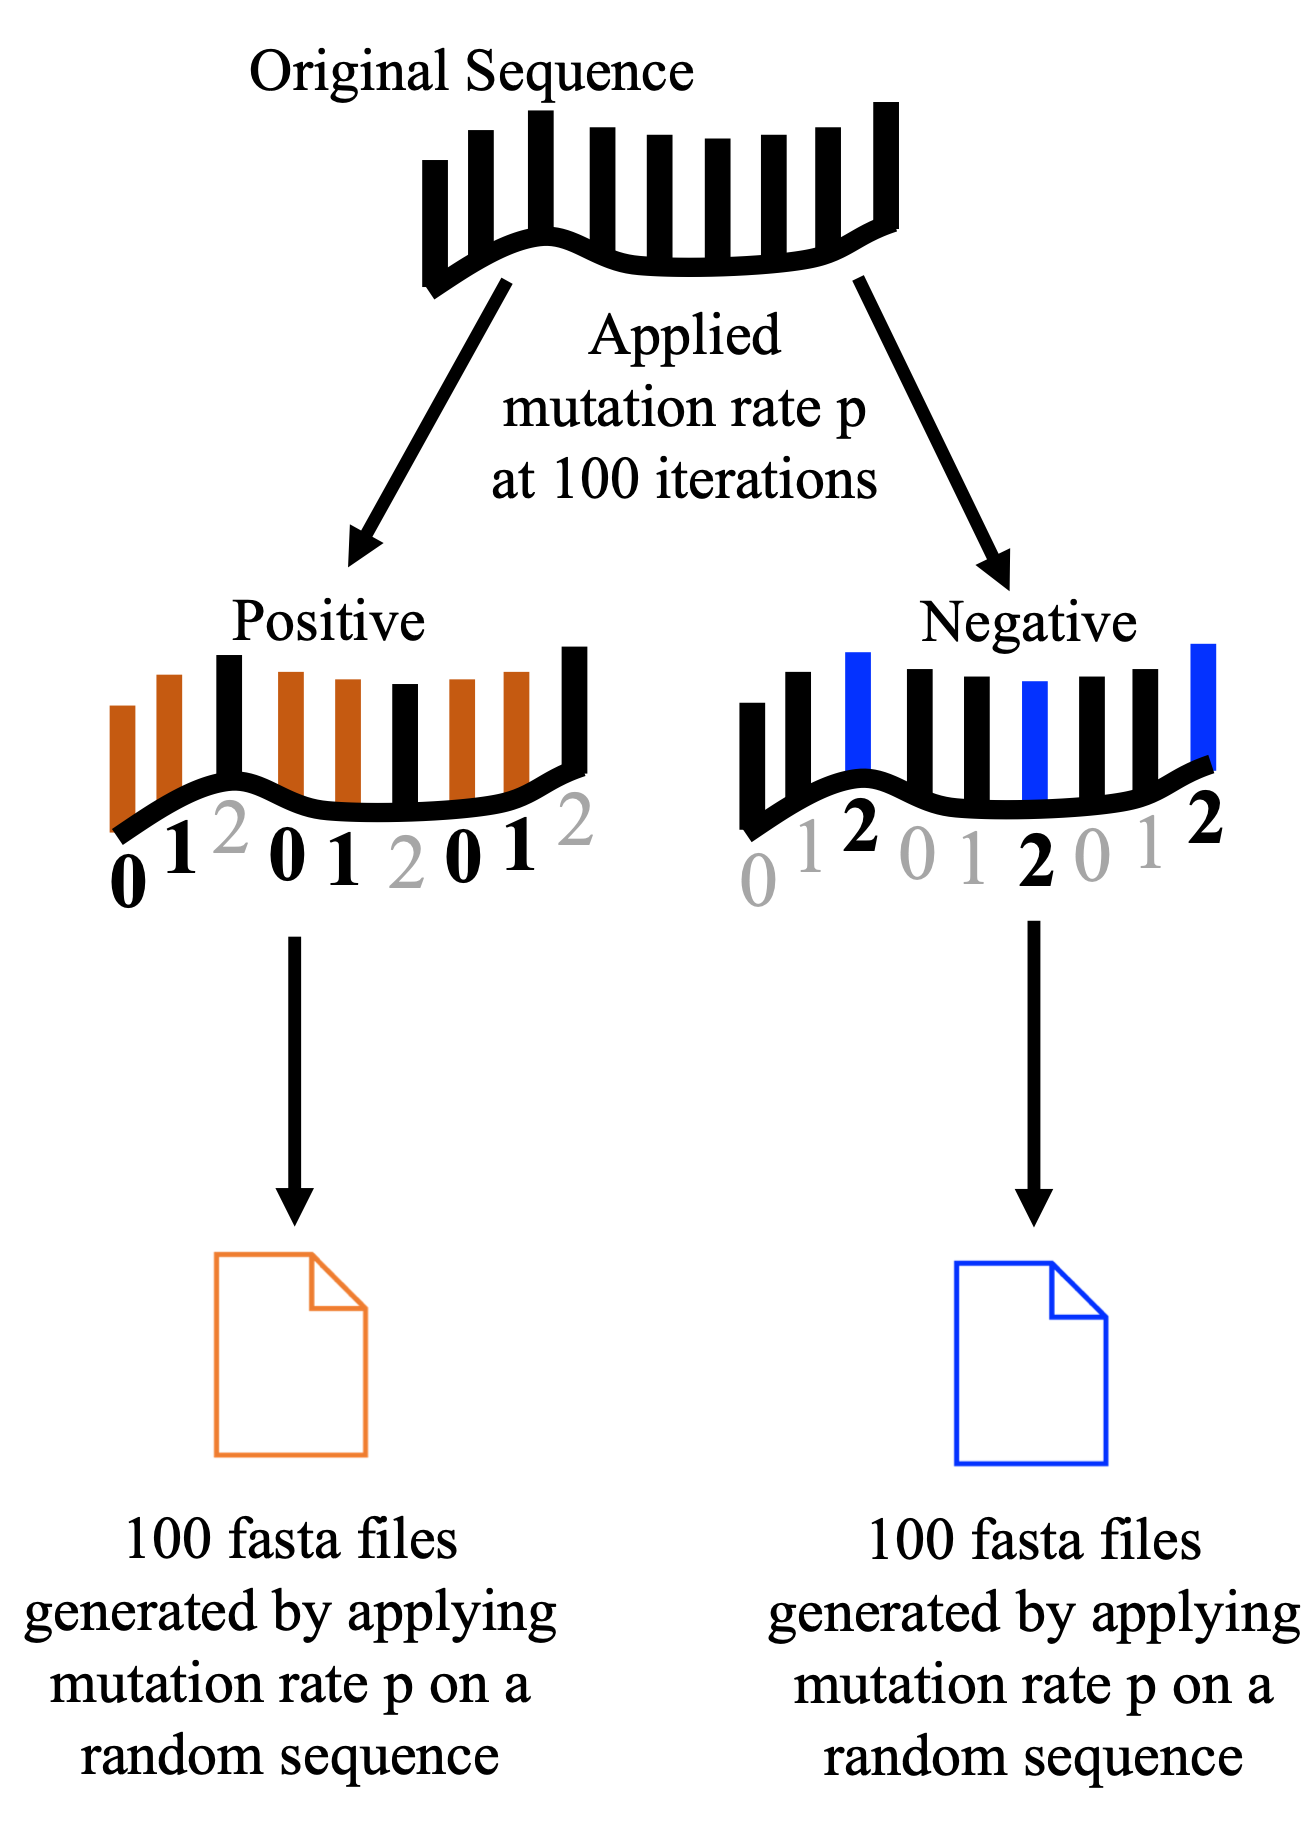 Original Sequence
Applied
mutation rate p
at 100 iterations
Positive
0 1 2 0 1 2 0 1 2
100 fasta files
generated by applying
mutation rate p on a
random sequence
Negative
0 1 2 0 1 2 0 1 2
100 fasta files
generated by applying
mutation rate p on a
random sequence